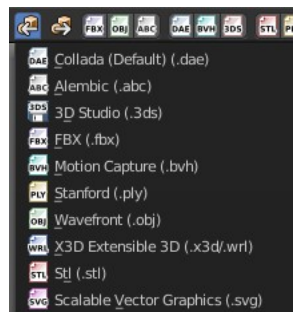 FBX OBJ ABC DAE BVH 3DS STL
DAE Collada (Default) (.dae)
ABC Alembic (.abc)
3DS 3D Studio (.3ds)
FBX FBX (.fbx)
BVH Motion Capture (.bvh)
PLY Stanford (.ply)
OBJ Wavefront (.obj)
WRL X3D Extensible 3D (.x3d/.wrl)
STL Stl (.stl)
SVG Scalable Vector Graphics (.svg)